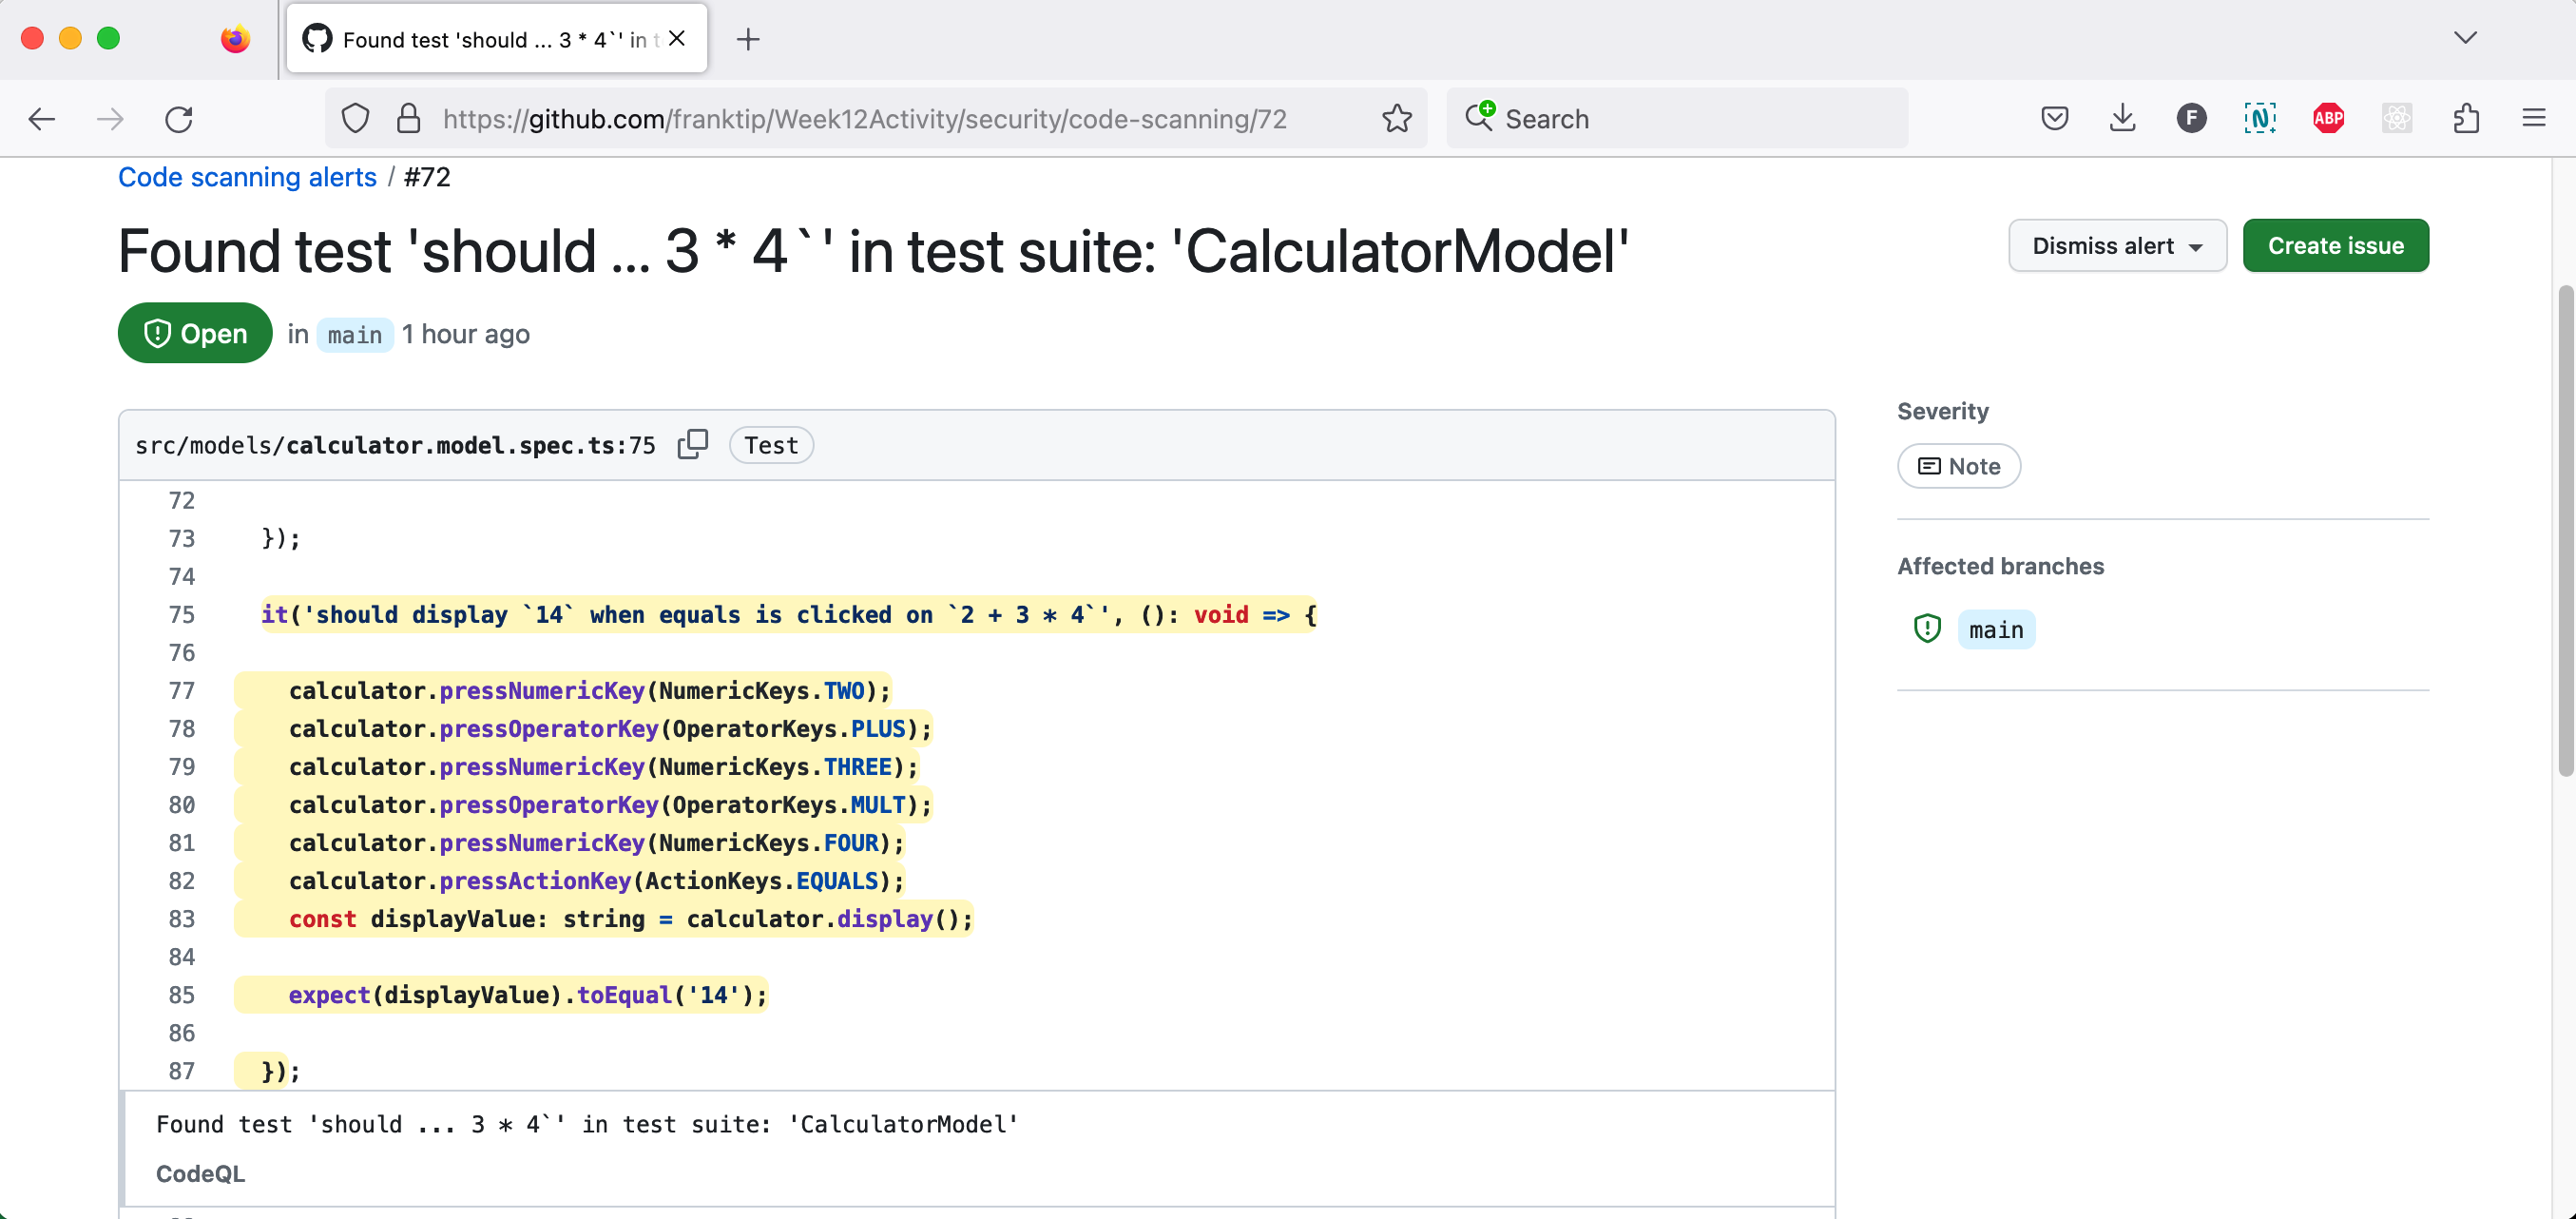 Found test 'should ... 3 * 4`' in t
https://github.com/franktip/Week12Activity/security/code-scanning/72
Search
F
N
ABP
Code scanning alerts / #72
Found test 'should ... 3 * 4`' in test suite: 'CalculatorModel'
Dismiss alert
Create issue
Open in main 1 hour ago
Severity
Note
Affected branches
main
src/models/calculator.model.spec.ts:75 Test
72
73 });
74
75 it('should display `14` when equals is clicked on `2 + 3 * 4`', (): void => {
76
77 calculator.pressNumericKey(NumericKeys.TWO);
78 calculator.pressOperatorKey(OperatorKeys.PLUS);
79 calculator.pressNumericKey(NumericKeys.THREE);
80 calculator.pressOperatorKey(OperatorKeys.MULT);
81 calculator.pressNumericKey(NumericKeys.FOUR);
82 calculator.pressActionKey(ActionKeys.EQUALS);
83 const displayValue: string = calculator.display();
84
85 expect(displayValue).toEqual('14');
86
87 });
Found test 'should ... 3 * 4`' in test suite: 'CalculatorModel'
CodeQL